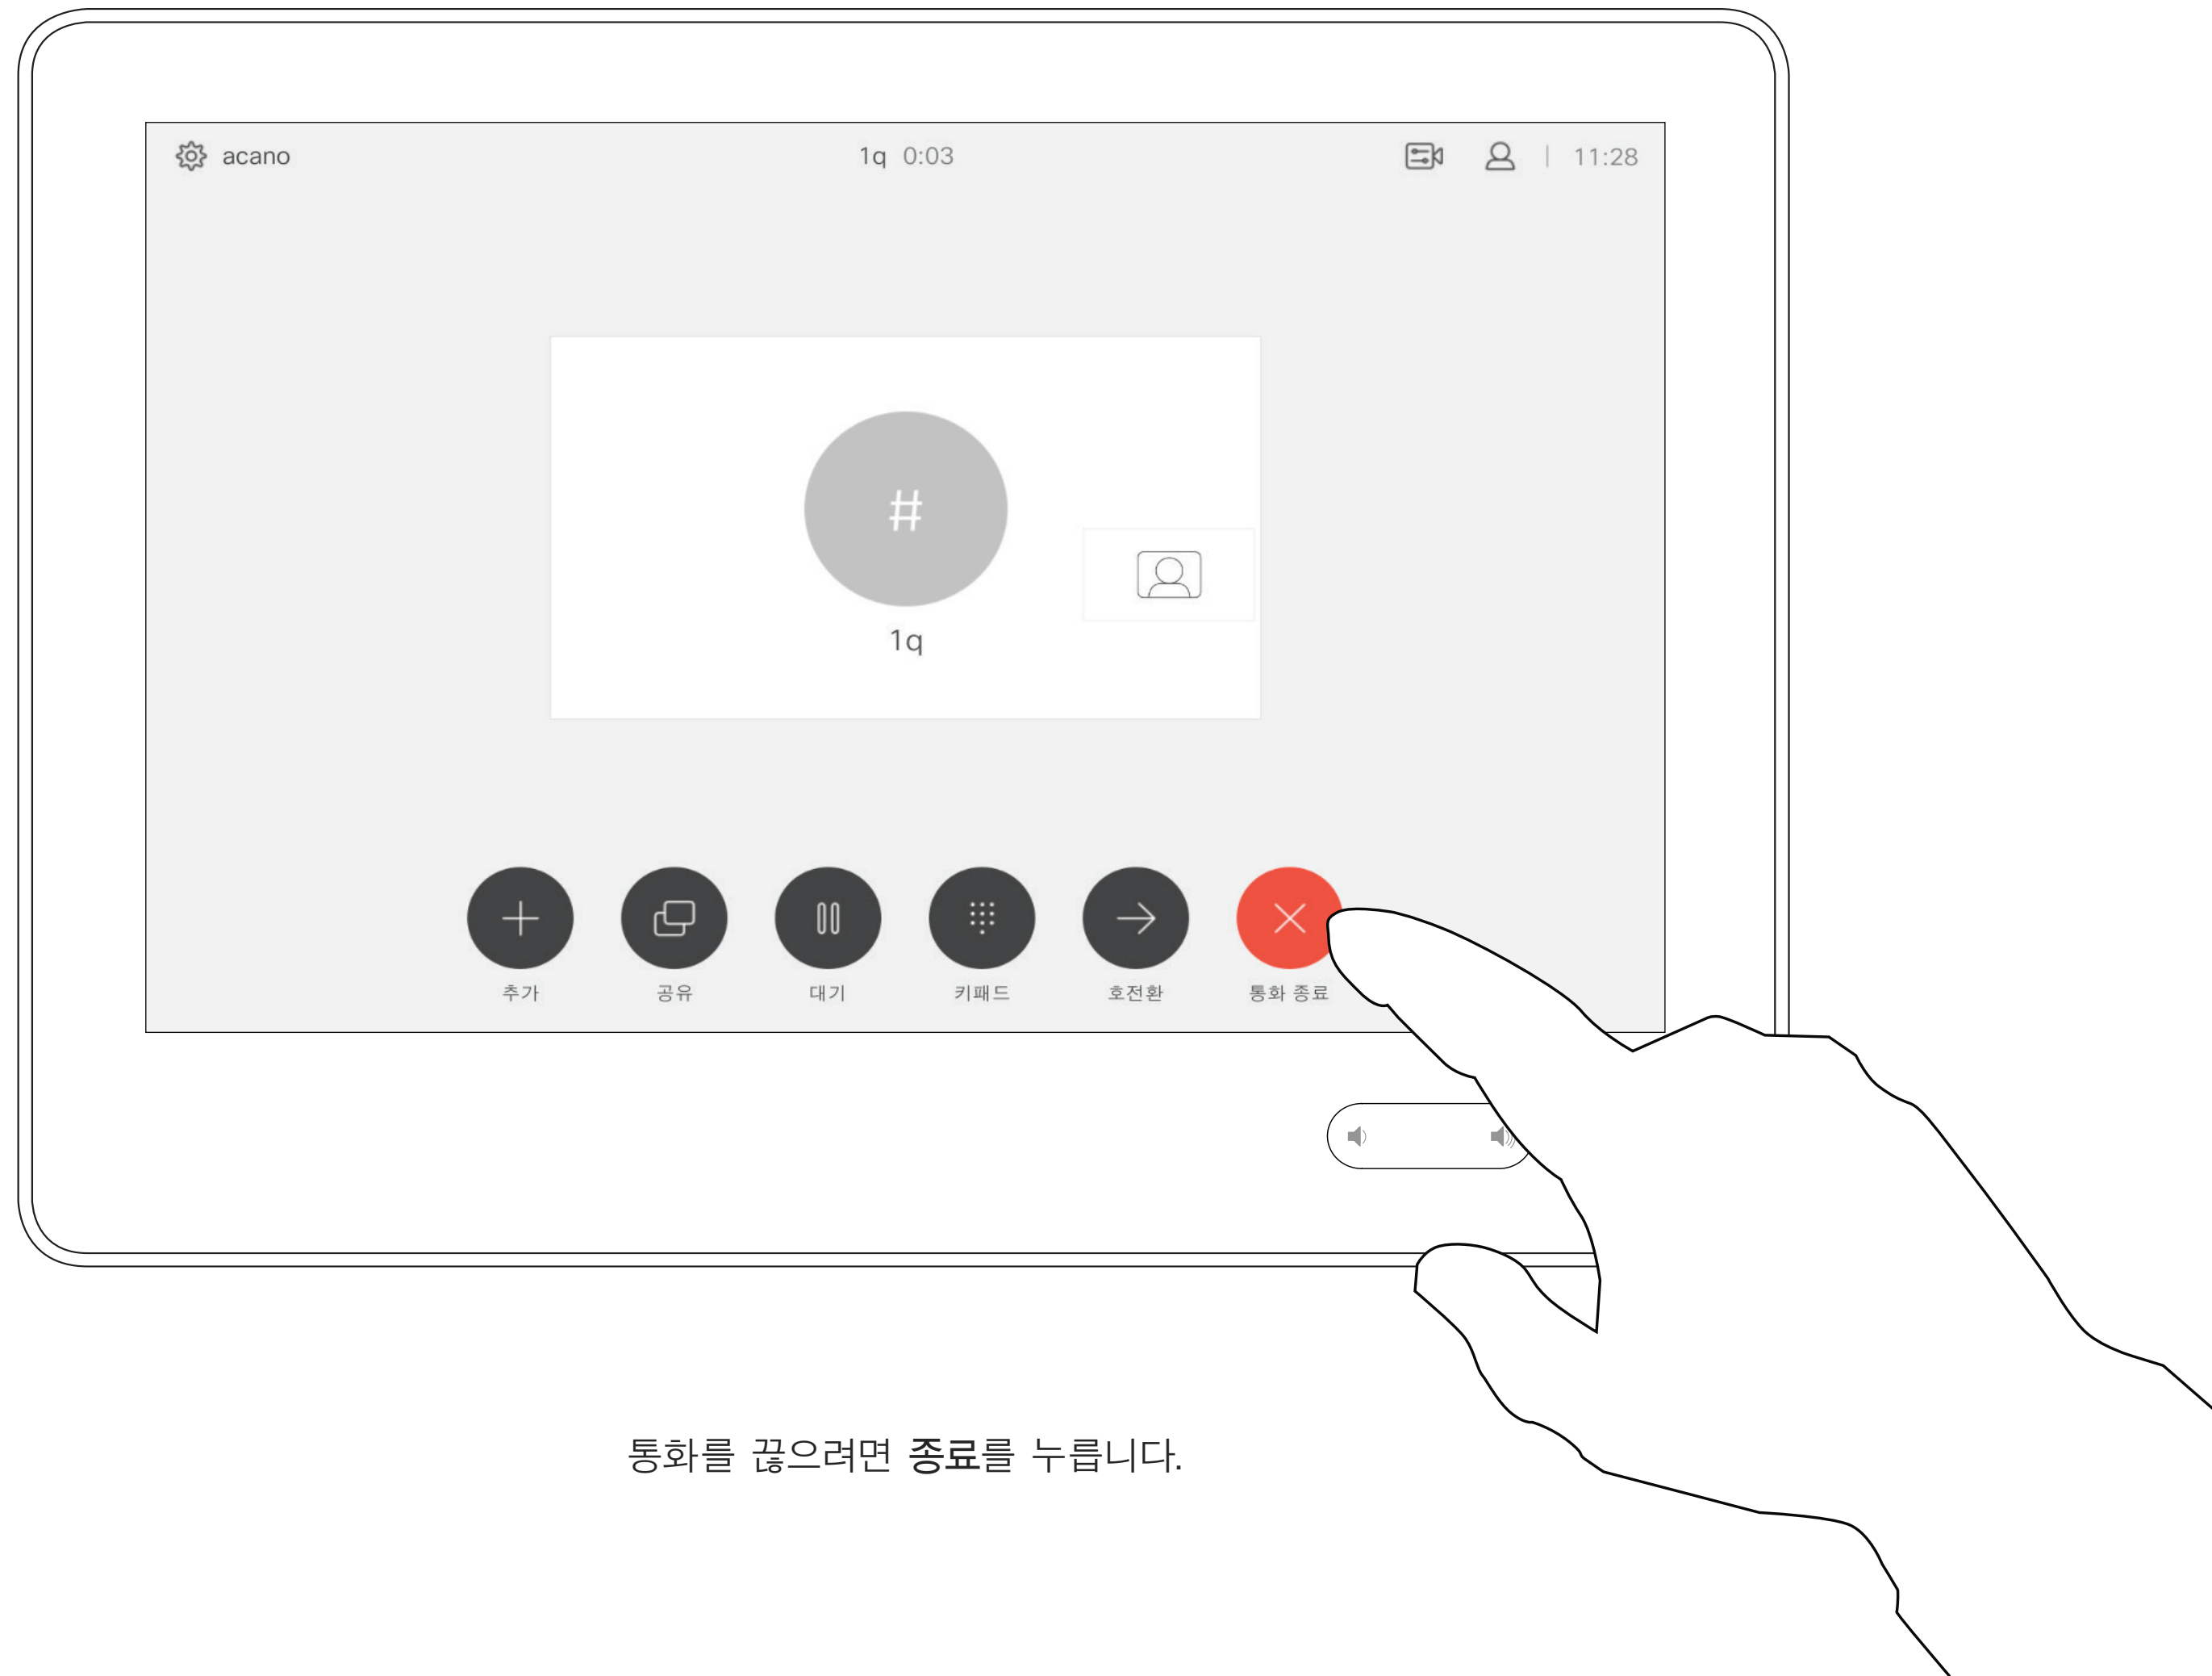 acano
1q 0:03
11:28
#
1q
추가
공유
대기
키패드
호전환
통화 종료
통화를 끊으려면 종료를 누릅니다.